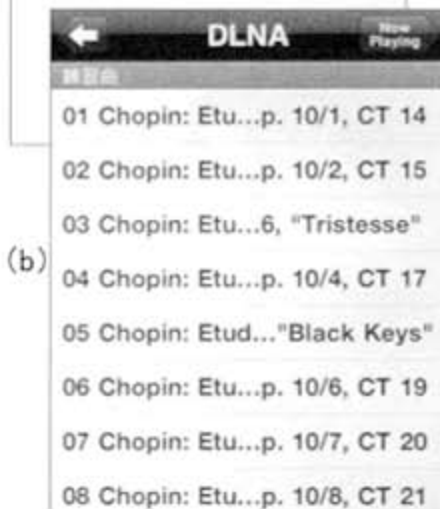 DLNA
Now Playing
(b)
01 Chopin: Etu...p. 10/1, CT 14
02 Chopin: Etu...p. 10/2, CT 15
03 Chopin: Etu...6, "Tristesse"
04 Chopin: Etu...p. 10/4, CT 17
05 Chopin: Etud..."Black Keys"
06 Chopin: Etu...p. 10/6, CT 19
07 Chopin: Etu...p. 10/7, CT 20
08 Chopin: Etu...p. 10/8, CT 21